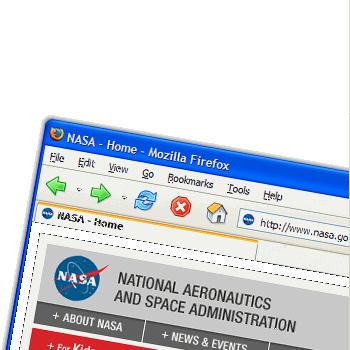 NASA - Home - Mozilla Firefox
File Edit View Go Bookmarks Tools Help
http://www.nasa.go
NASA - Home
NASA
NATIONAL AERONAUTICS
AND SPACE ADMINISTRATION
+ ABOUT NASA
+ NEWS & EVENTS
+ For Kids